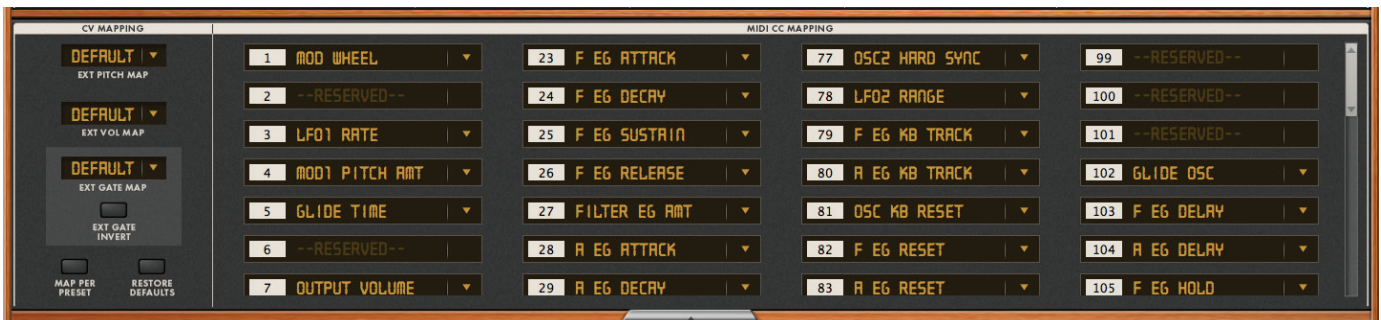 CV MAPPING
MIDI CC MAPPING
DEFAULT
EXT PITCH MAP
DEFAULT
EXT VOL MAP
DEFAULT
EXT GATE MAP
EXT GATE
INVERT
MAP PER
PRESET
RESTORE
DEFAULTS
1 MOD WHEEL
2 --RESERVED--
3 LFO1 RATE
4 MOD1 PITCH AMT
5 GLIDE TIME
6 --RESERVED--
7 OUTPUT VOLUME
23 F EG ATTACK
24 F EG DECAY
25 F EG SUSTAIN
26 F EG RELEASE
27 FILTER EG AMT
28 A EG ATTACK
29 A EG DECAY
77 OSC2 HARD SYNC
78 LFO2 RANGE
79 F EG KB TRACK
80 A EG KB TRACK
81 OSC KB RESET
82 F EG RESET
83 A EG RESET
99 --RESERVED--
100 --RESERVED--
101 --RESERVED--
102 GLIDE OSC
103 F EG DELAY
104 A EG DELAY
105 F EG HOLD